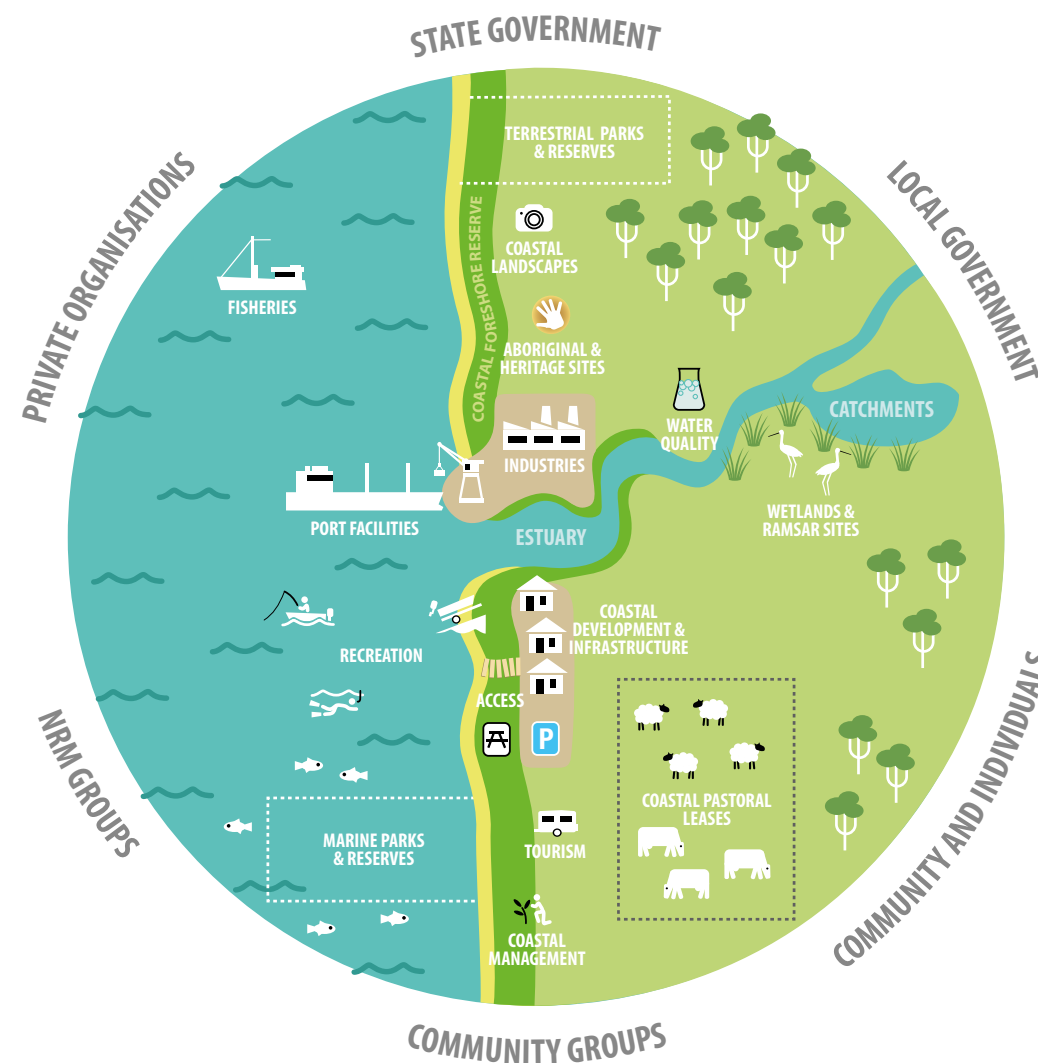 STATE GOVERNMENT
PRIVATE ORGANISATIONS
LOCAL GOVERNMENT
TERRESTRIAL PARKS
& RESERVES
COASTAL FORESHORE RESERVE
COASTAL
LANDSCAPES
FISHERIES
ABORIGINAL &
HERITAGE SITES
CATCHMENTS
WATER
QUALITY
INDUSTRIES
PORT FACILITIES
WETLANDS &
RAMSAR SITES
ESTUARY
COASTAL
DEVELOPMENT &
INFRASTRUCTURE
RECREATION
ACCESS
P
COASTAL PASTORAL
LEASES
MARINE PARKS
& RESERVES
TOURISM
COASTAL
MANAGEMENT
NRM GROUPS
COMMUNITY AND INDIVIDUALS
COMMUNITY GROUPS